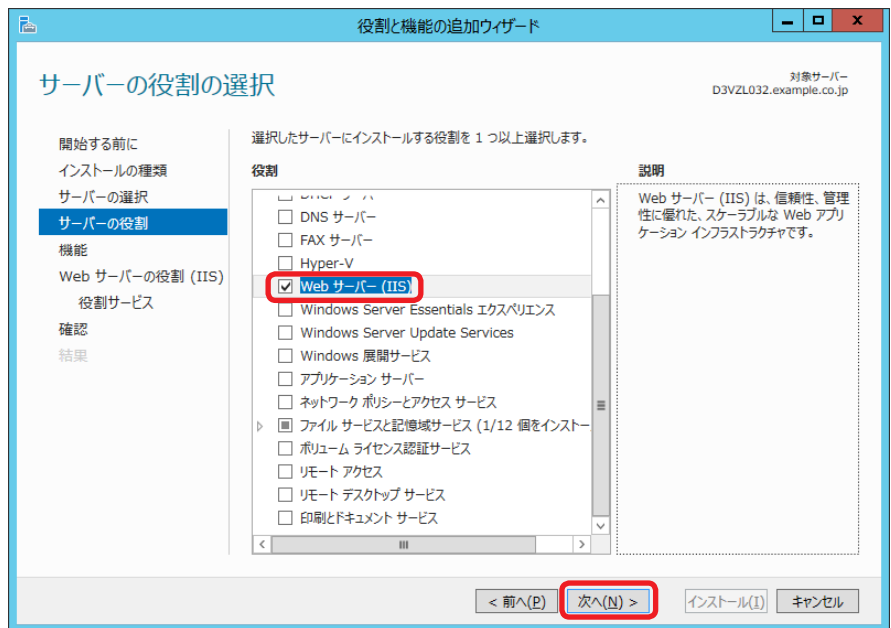 役割と機能の追加ウィザード
サーバーの役割の選択
対象サーバー
D3VZL032.example.co.jp
開始する前に
インストールの種類
サーバーの選択
サーバーの役割
機能
Web サーバーの役割 (IIS)
役割サービス
確認
結果
選択したサーバーにインストールする役割を 1 つ以上選択します。
役割
DNS サーバー
FAX サーバー
Hyper-V
Web サーバー (IIS)
Windows Server Essentials エクスペリエンス
Windows Server Update Services
Windows 展開サービス
アプリケーション サーバー
ネットワーク ポリシーとアクセス サービス
ファイル サービスと記憶域サービス (1/12 個をインストー
ボリューム ライセンス認証サービス
リモート アクセス
リモート デスクトップ サービス
印刷とドキュメント サービス
説明
Web サーバー (IIS) は、信頼性、管理
性に優れた、スケーラブルな Web アプリ
ケーション インフラストラクチャです。
< 前へ(P)
次へ(N) >
インストール(I)
キャンセル